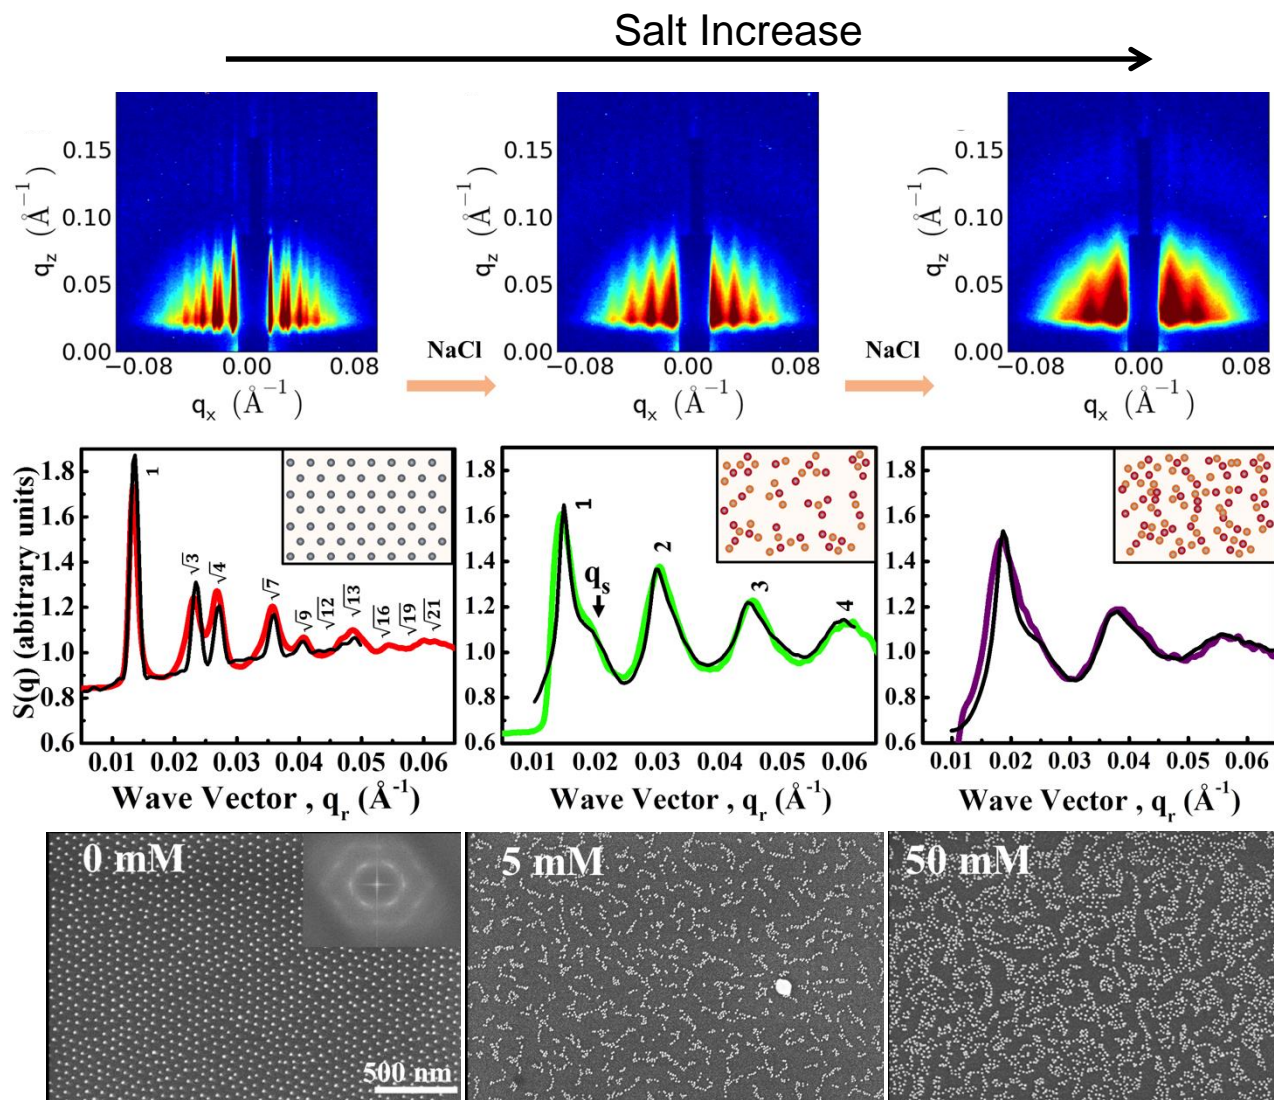 Salt Increase
0.15
0.10
0.05
0.00
q_z (Å⁻¹)
−0.08
0.00
0.08
q_x (Å⁻¹)
NaCl
0.15
0.10
0.05
0.00
q_z (Å⁻¹)
−0.08
0.00
0.08
q_x (Å⁻¹)
NaCl
0.15
0.10
0.05
0.00
q_z (Å⁻¹)
−0.08
0.00
0.08
q_x (Å⁻¹)
S(q) (abitrary units)
1.8
1.6
1.4
1.2
1.0
0.8
0.6
1
√3
√4
√7
√9
√12
√13
√16
√19
√21
0.01 0.02 0.03 0.04 0.05 0.06
Wave Vector , q_r (Å⁻¹)
1.8
1.6
1.4
1.2
1.0
0.8
0.6
1
q_s
2
3
4
0.01 0.02 0.03 0.04 0.05 0.06
Wave Vector , q_r (Å⁻¹)
1.8
1.6
1.4
1.2
1.0
0.8
0.6
0.01 0.02 0.03 0.04 0.05 0.06
Wave Vector , q_r (Å⁻¹)
0 mM
500 nm
5 mM
50 mM